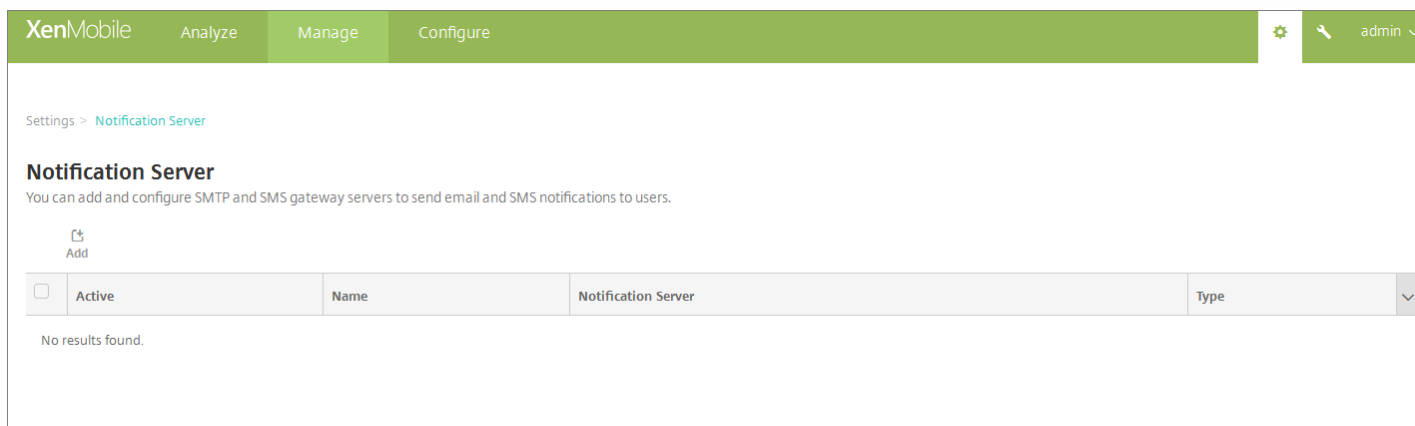 XenMobile Analyze Manage Configure admin
Settings > Notification Server
Notification Server
You can add and configure SMTP and SMS gateway servers to send email and SMS notifications to users.
Add
Active Name Notification Server Type
No results found.